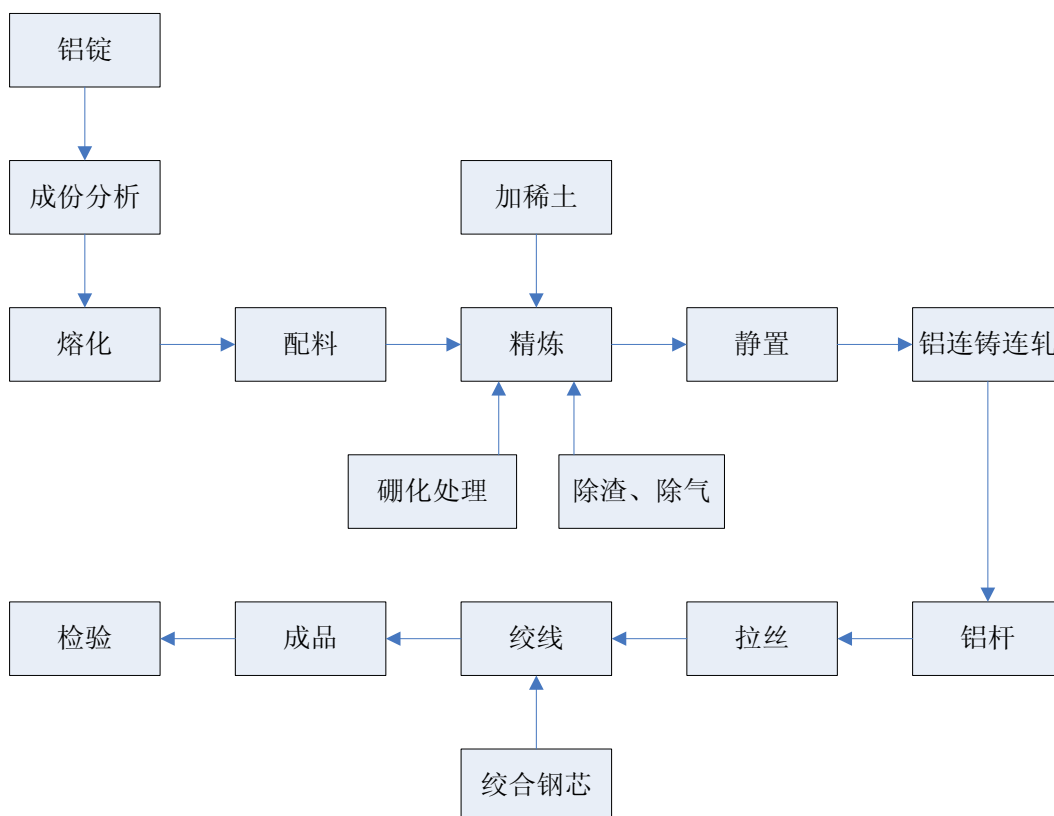 铝锭
成份分析
加稀土
熔化
配料
精炼
静置
铝连铸连轧
硼化处理
除渣、除气
检验
成品
绞线
拉丝
铝杆
绞合钢芯